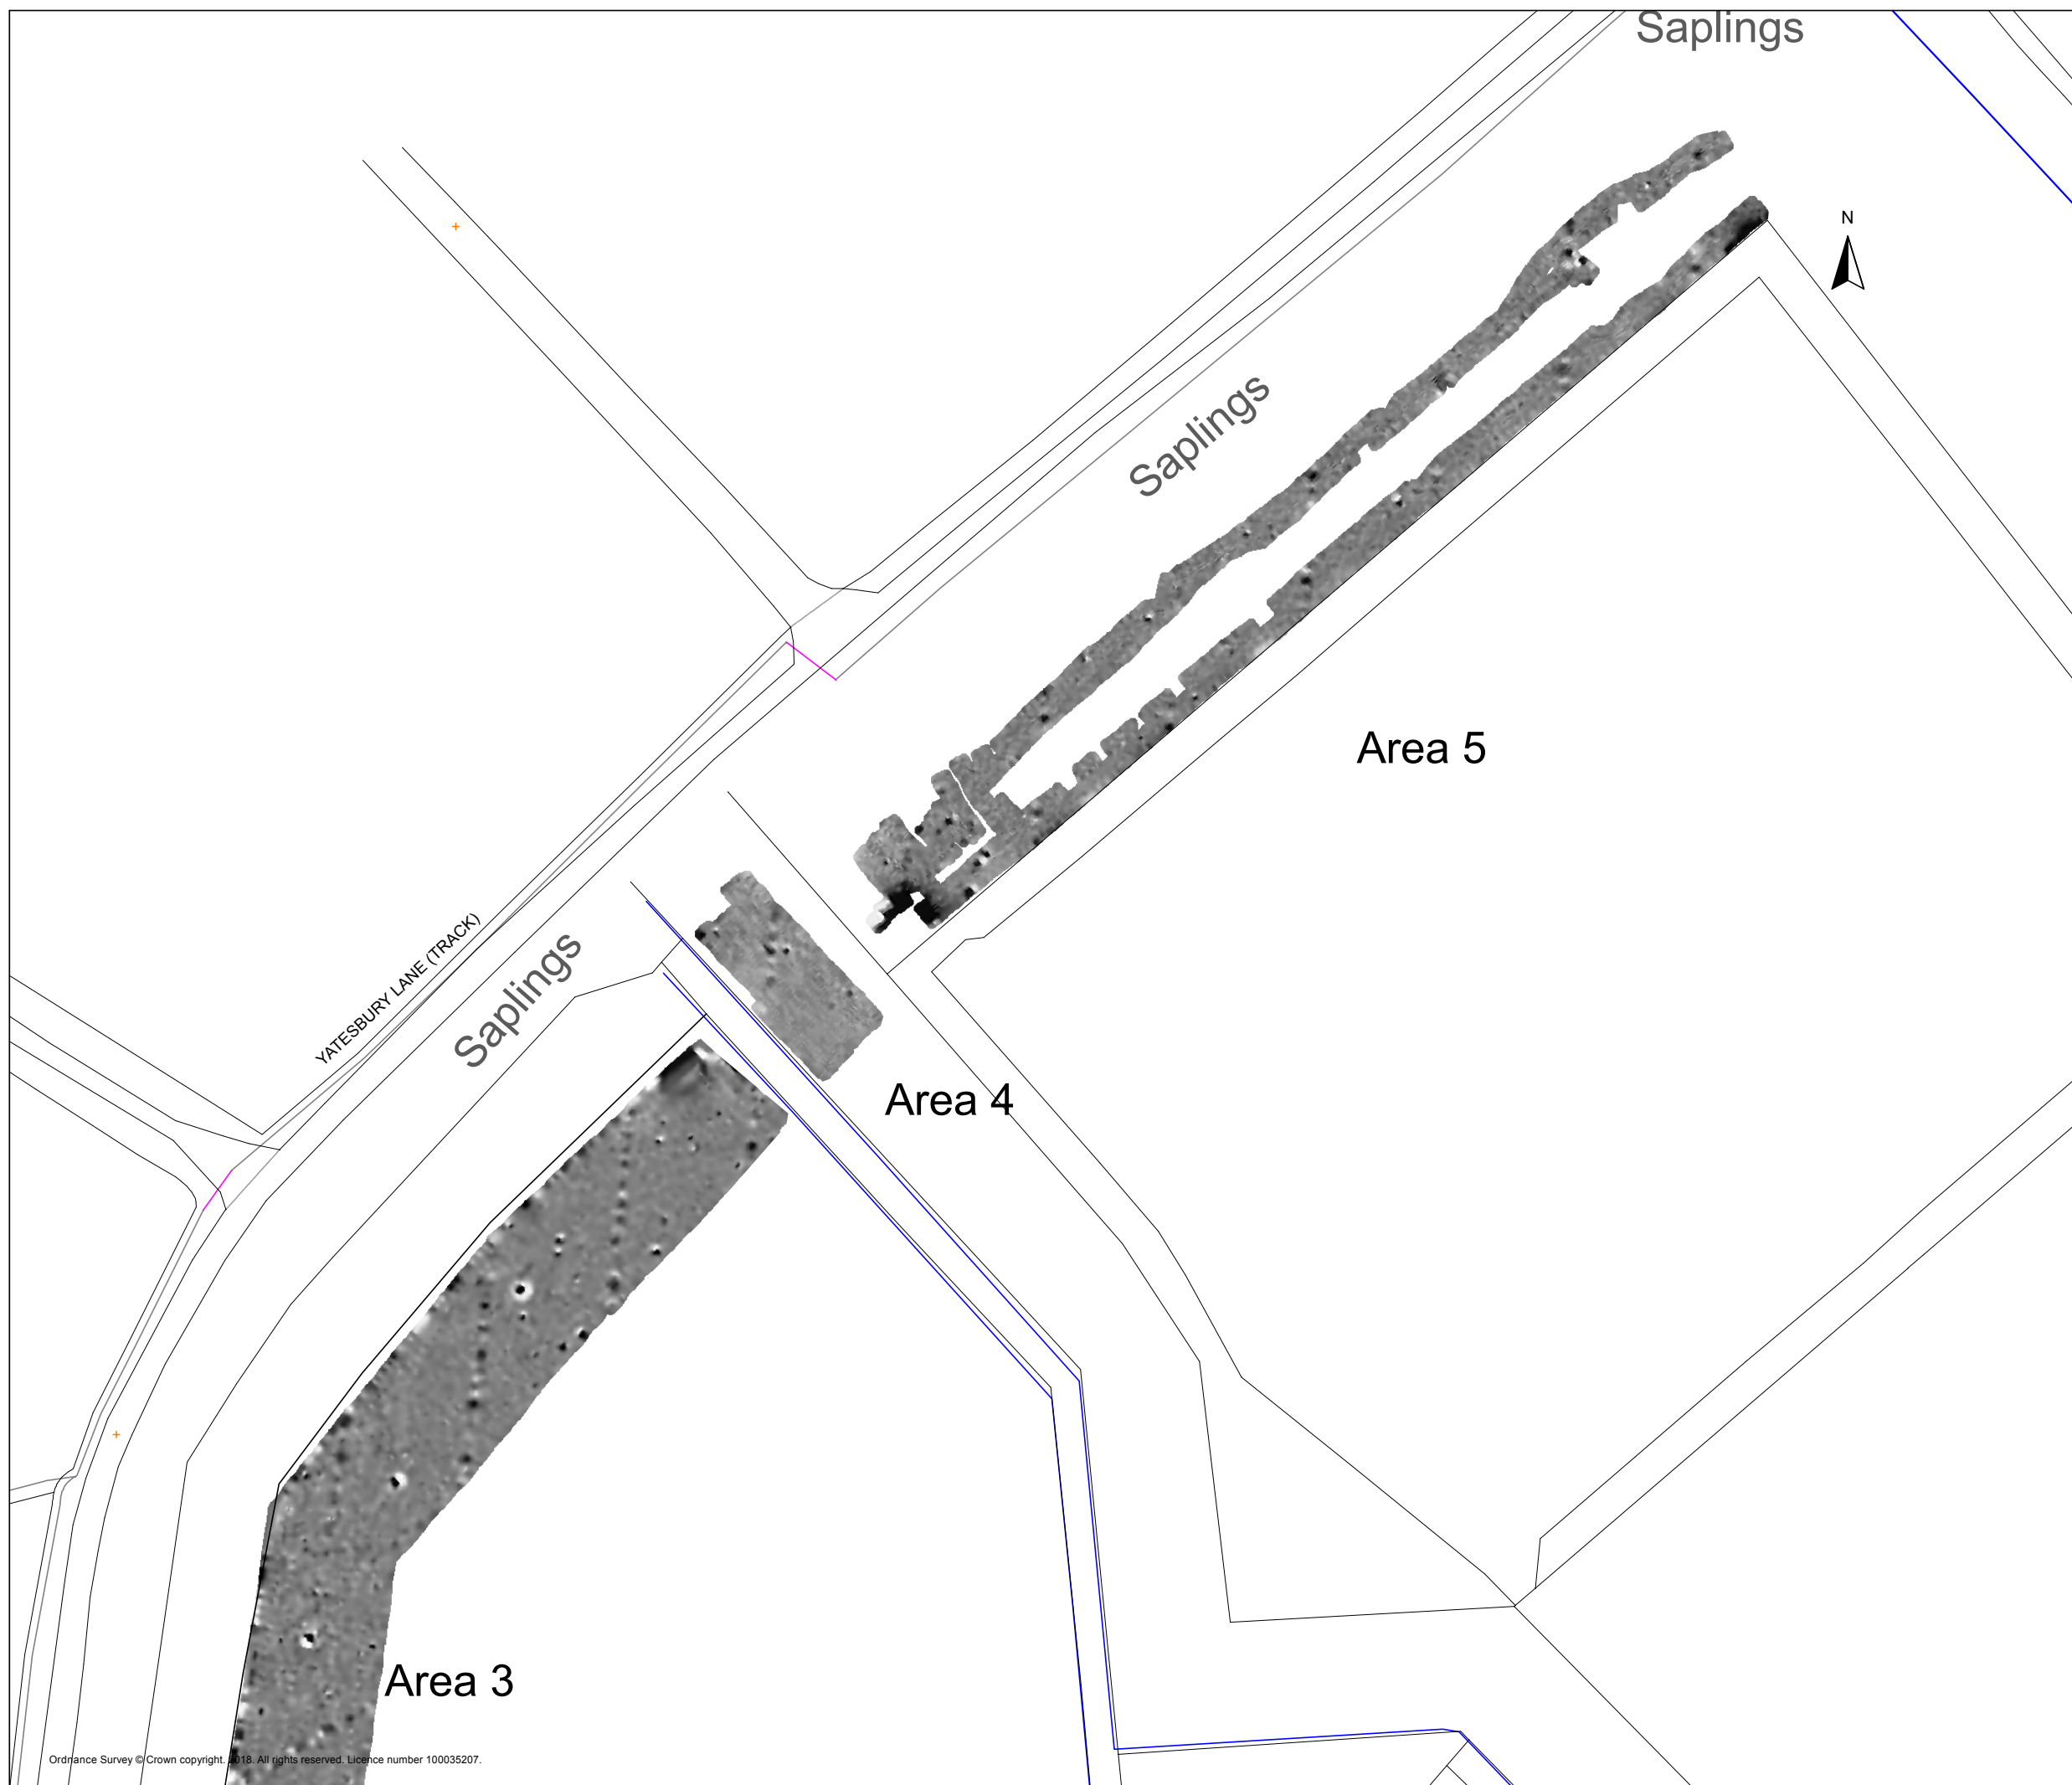 Saplings
N
Saplings
Area 5
YATESBURY LANE (TRACK)
Saplings
Area 4
Area 3
Ordnance Survey © Crown copyright. 2018. All rights reserved. Licence number 100035207.